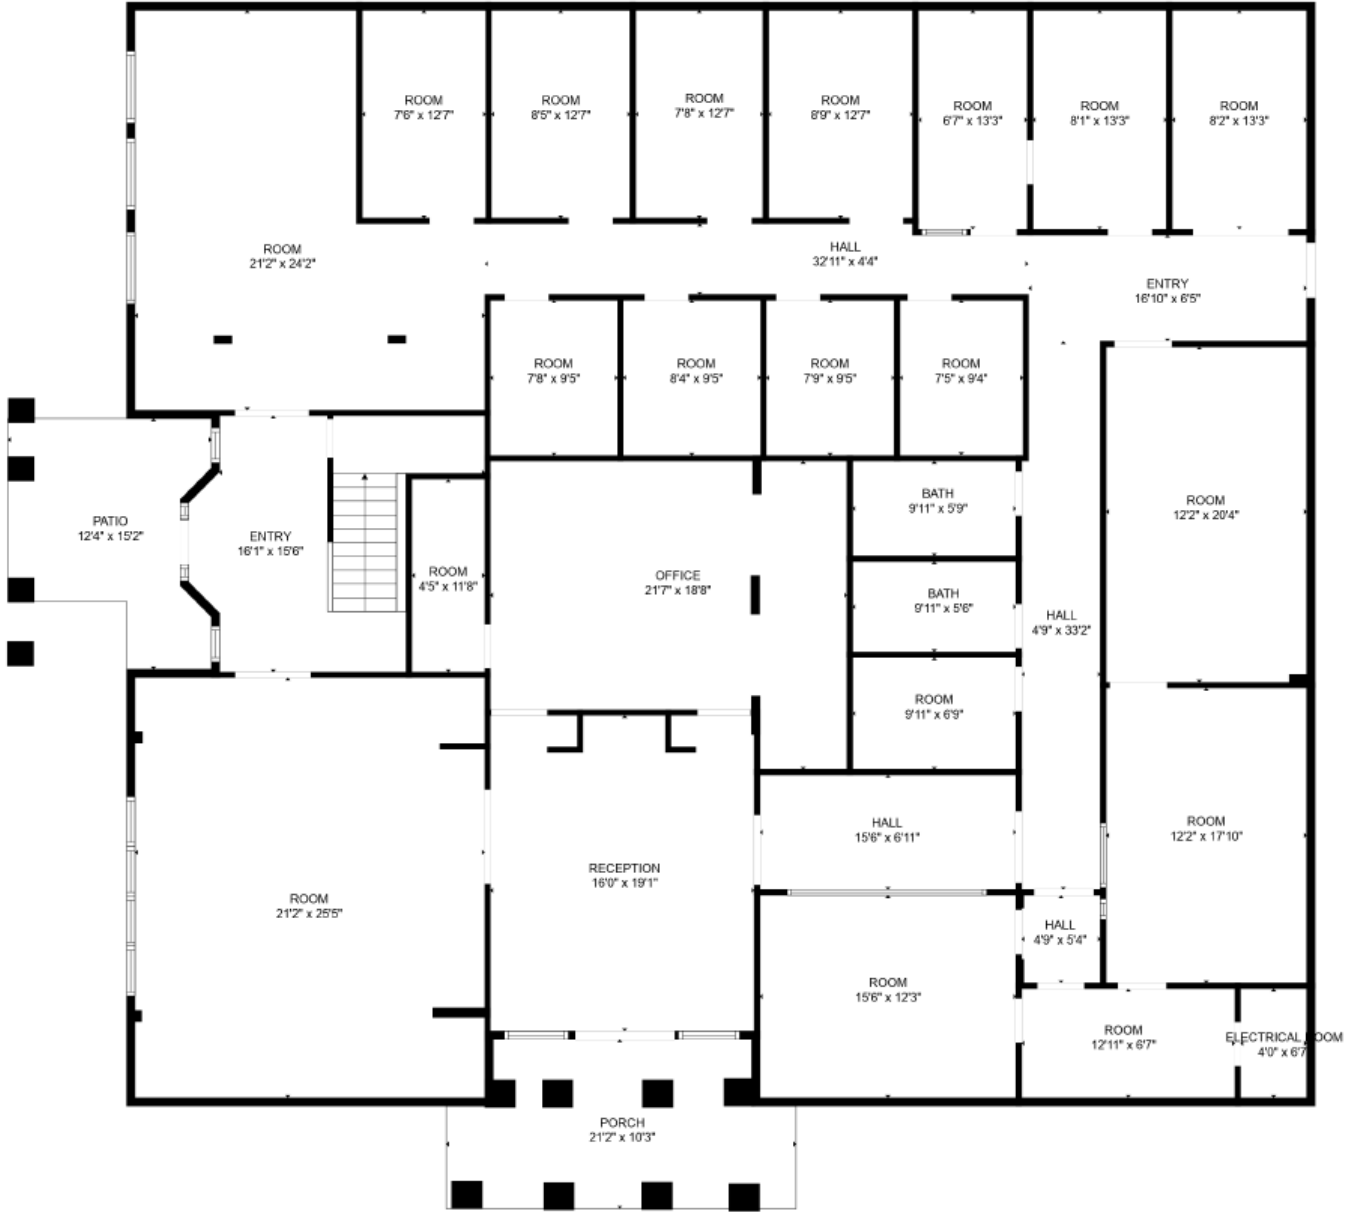 ROOM
7'6" x 12'7"
ROOM
8'5" x 12'7"
ROOM
7'8" x 12'7"
ROOM
8'9" x 12'7"
ROOM
6'7" x 13'3"
ROOM
8'1" x 13'3"
ROOM
8'2" x 13'3"
ROOM
21'2" x 24'2"
HALL
32'11" x 4'4"
ENTRY
16'10" x 6'5"
ROOM
7'8" x 9'5"
ROOM
8'4" x 9'5"
ROOM
7'9" x 9'5"
ROOM
7'5" x 9'4"
PATIO
12'4" x 15'2"
ENTRY
16'1" x 15'6"
ROOM
4'5" x 11'8"
OFFICE
21'7" x 18'8"
BATH
9'11" x 5'9"
BATH
9'11" x 5'6"
ROOM
9'11" x 6'9"
HALL
4'9" x 33'2"
ROOM
12'2" x 20'4"
HALL
15'6" x 6'11"
ROOM
12'2" x 17'10"
RECEPTION
16'0" x 19'1"
ROOM
21'2" x 25'5"
HALL
4'9" x 5'4"
ROOM
15'6" x 12'3"
ROOM
12'11" x 6'7"
ELECTRICAL ROOM
4'0" x 6'7
PORCH
21'2" x 10'3"